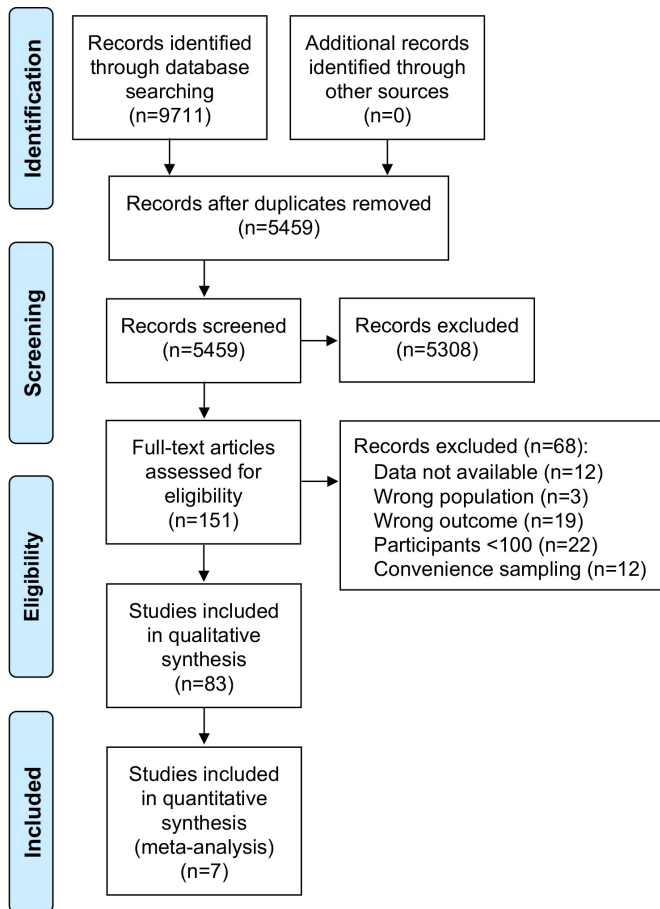 Identification
Records identified
through database
searching
(n=9711)
Additional records
identified through
other sources
(n=0)
Records after duplicates removed
(n=5459)
Screening
Records screened
(n=5459)
Records excluded
(n=5308)
Eligibility
Full-text articles
assessed for
eligibility
(n=151)
Records excluded (n=68):
Data not available (n=12)
Wrong population (n=3)
Wrong outcome (n=19)
Participants <100 (n=22)
Convenience sampling (n=12)
Studies included
in qualitative
synthesis
(n=83)
Included
Studies included
in quantitative
synthesis
(meta-analysis)
(n=7)